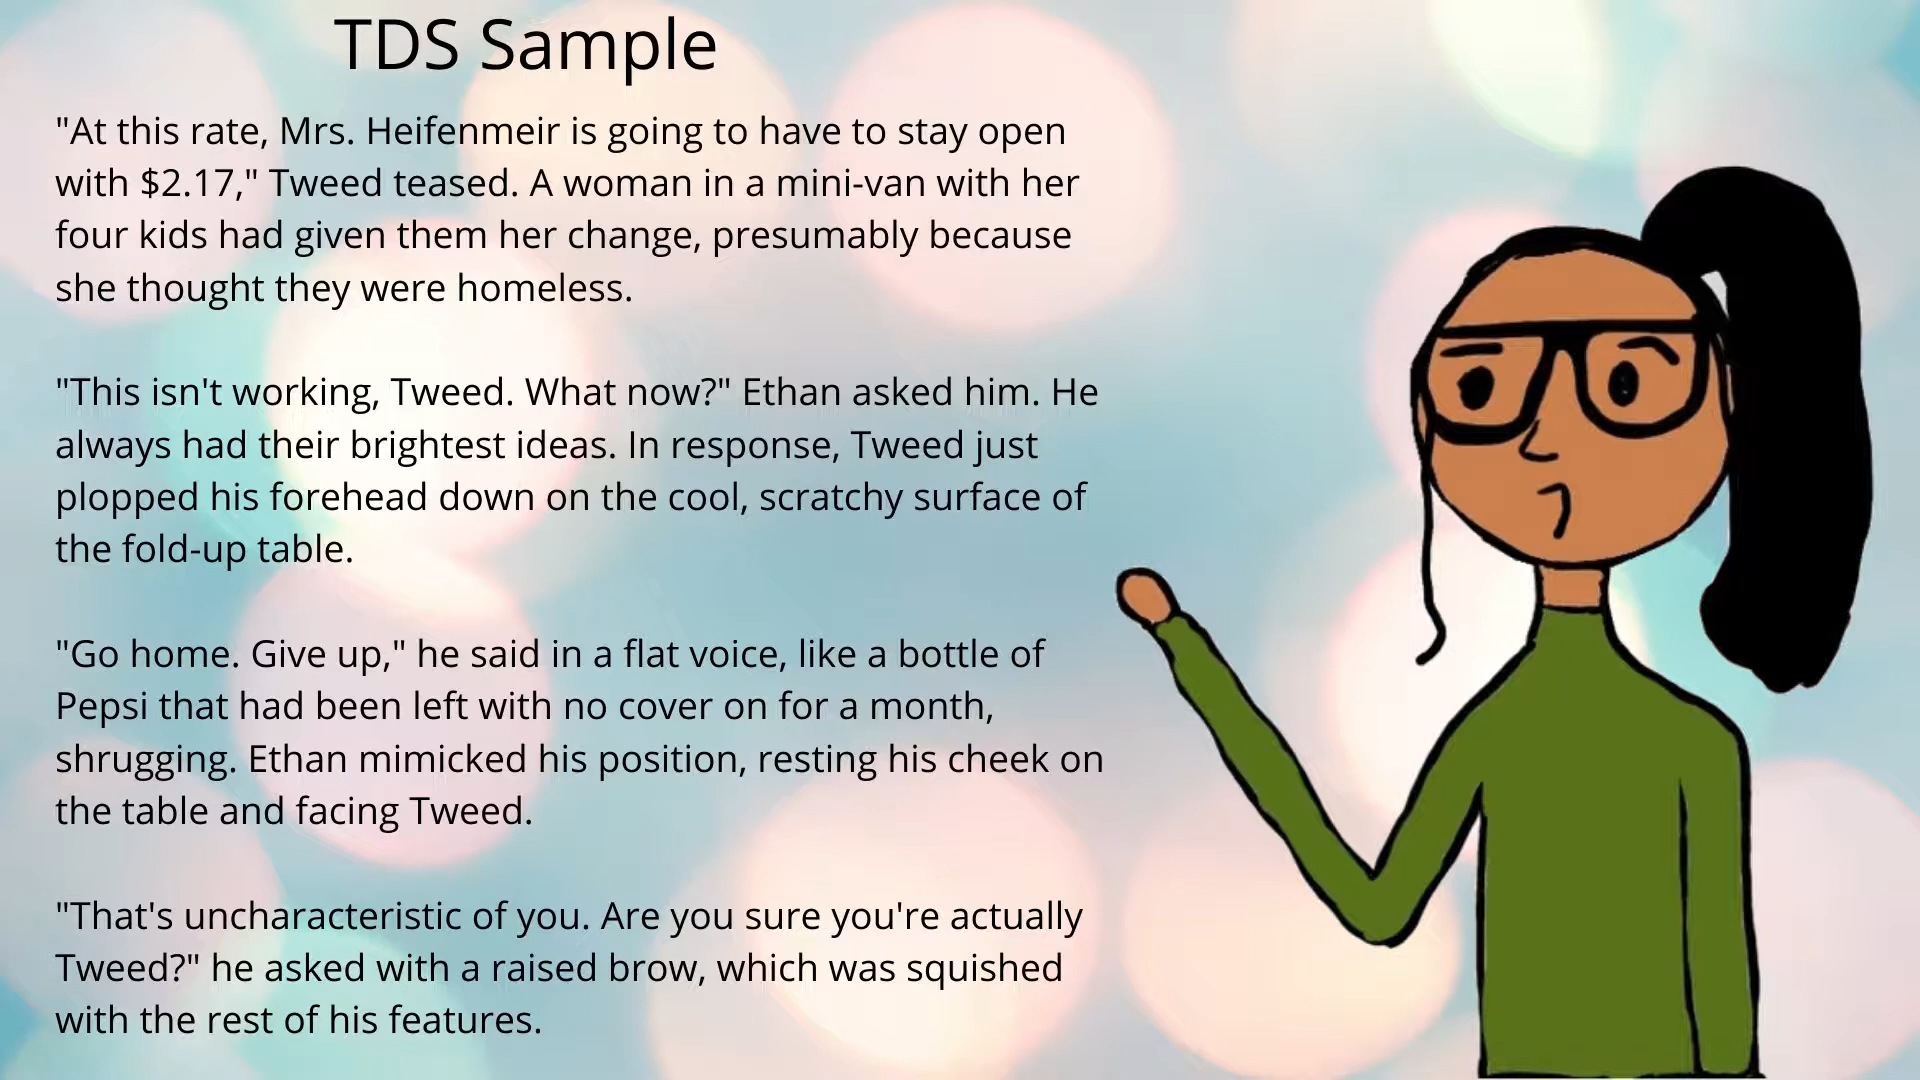 TDS Sample
"At this rate, Mrs. Heifenmeir is going to have to stay open
with $2.17," Tweed teased. A woman in a mini-van with her
four kids had given them her change, presumably because
she thought they were homeless.
"This isn't working, Tweed. What now?" Ethan asked him. He
always had their brightest ideas. In response, Tweed just
plopped his forehead down on the cool, scratchy surface of
the fold-up table.
"Go home. Give up," he said in a flat voice, like a bottle of
Pepsi that had been left with no cover on for a month,
shrugging. Ethan mimicked his position, resting his cheek on
the table and facing Tweed.
"That's uncharacteristic of you. Are you sure you're actually
Tweed?" he asked with a raised brow, which was squished
with the rest of his features.